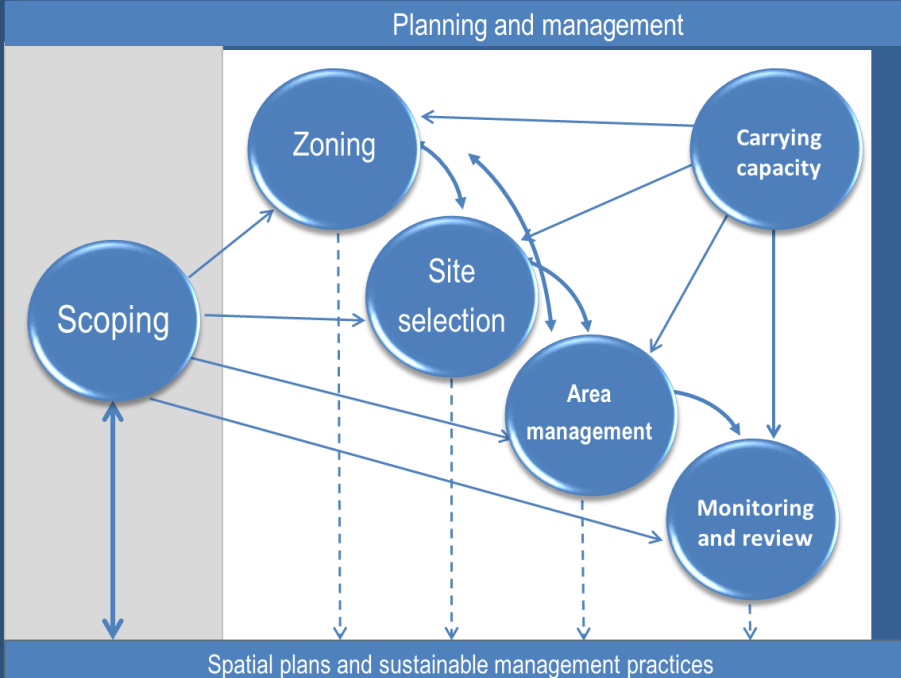 Planning and management
Zoning
Carrying
capacity
Site
selection
Scoping
Area
management
Monitoring
and review
Spatial plans and sustainable management practices